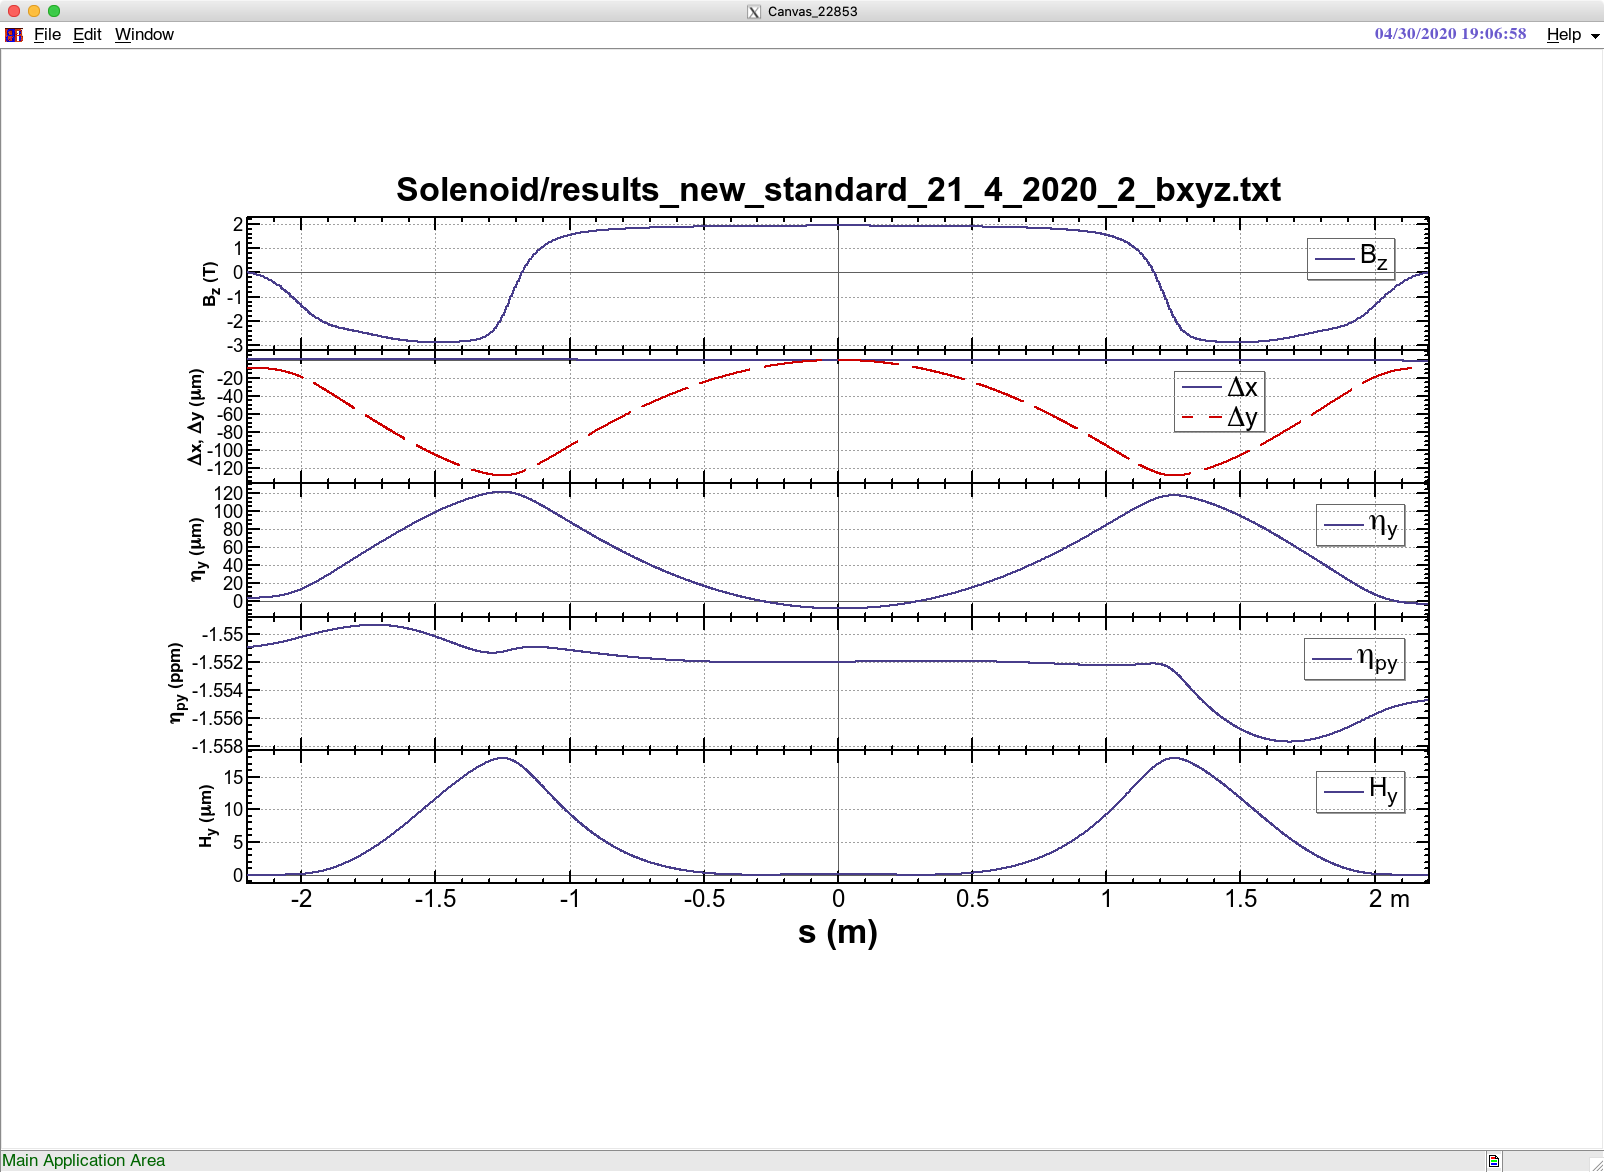 Canvas_22853
File Edit Window 04/30/2020 19:06:58 Help
Solenoid/results_new_standard_21_4_2020_2_bxyz.txt
2
1
0
-1
-2
-3
Bz (T)
Bz
-20
-40
-60
-80
-100
-120
Δx, Δy (μm)
Δx
Δy
120
100
80
60
40
20
0
ηy (μm)
ηy
-1.55
-1.552
-1.554
-1.556
-1.558
ηpy (ppm)
ηpy
15
10
5
0
Hy (μm)
Hy
-2 -1.5 -1 -0.5 0 0.5 1 1.5 2 m
s (m)
Main Application Area